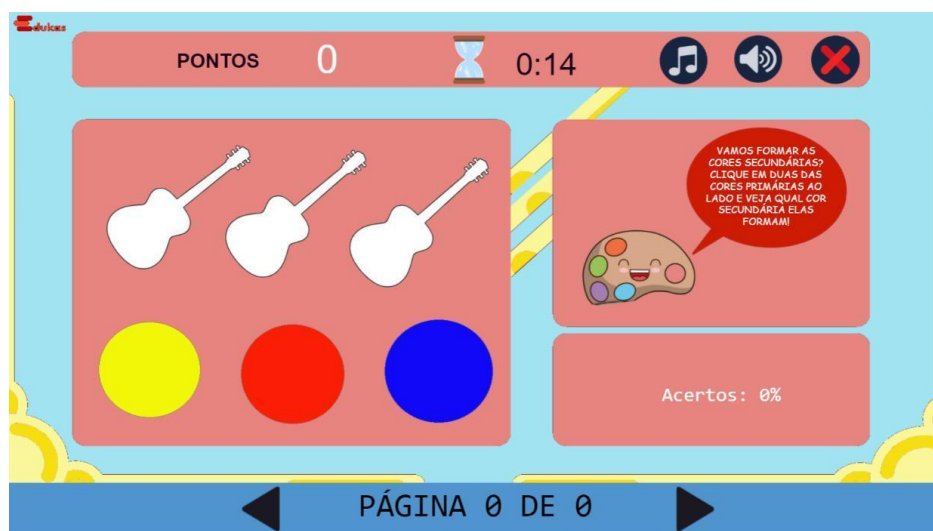 Edukas
PONTOS 0 0:14
VAMOS FORMAR AS
CORES SECUNDÁRIAS?
CLIQUE EM DUAS DAS
CORES PRIMÁRIAS AO
LADO E VEJA QUAL COR
SECUNDÁRIA ELAS
FORMAM!
Acertos: 0%
PÁGINA 0 DE 0